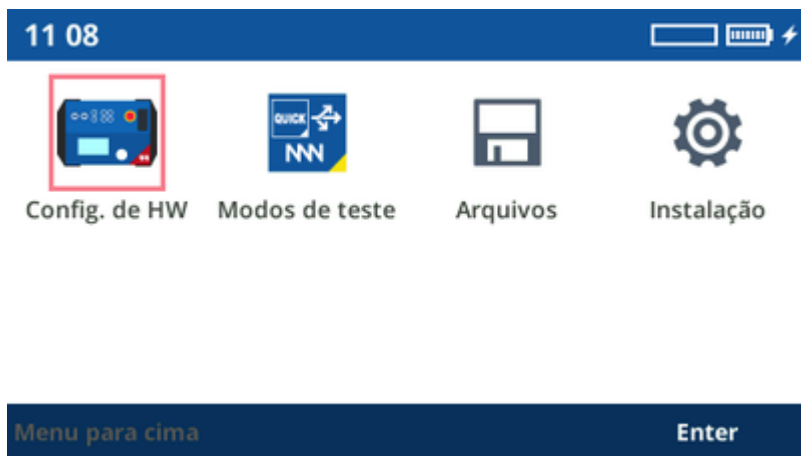 11 08
QUICK
NNN
Config. de HW Modos de teste Arquivos Instalação
Menu para cima Enter